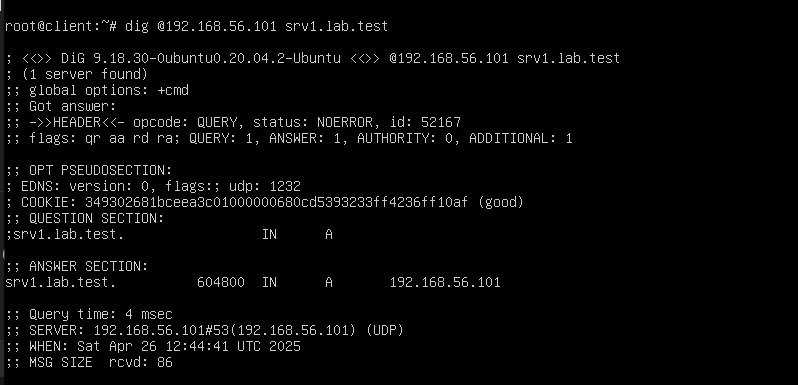 root@client:~# dig @192.168.56.101 srv1.lab.test
; <<>> DiG 9.18.30-0ubuntu0.20.04.2-Ubuntu <<>> @192.168.56.101 srv1.lab.test
; (1 server found)
;; global options: +cmd
;; Got answer:
;; ->>HEADER<<- opcode: QUERY, status: NOERROR, id: 52167
;; flags: qr aa rd ra; QUERY: 1, ANSWER: 1, AUTHORITY: 0, ADDITIONAL: 1
;; OPT PSEUDOSECTION:
; EDNS: version: 0, flags:; udp: 1232
; COOKIE: 349302681bceea3c01000000680cd5393233ff4236ff10af (good)
;; QUESTION SECTION:
;srv1.lab.test. IN A
;; ANSWER SECTION:
srv1.lab.test. 604800 IN A 192.168.56.101
;; Query time: 4 msec
;; SERVER: 192.168.56.101#53(192.168.56.101) (UDP)
;; WHEN: Sat Apr 26 12:44:41 UTC 2025
;; MSG SIZE rcvd: 86